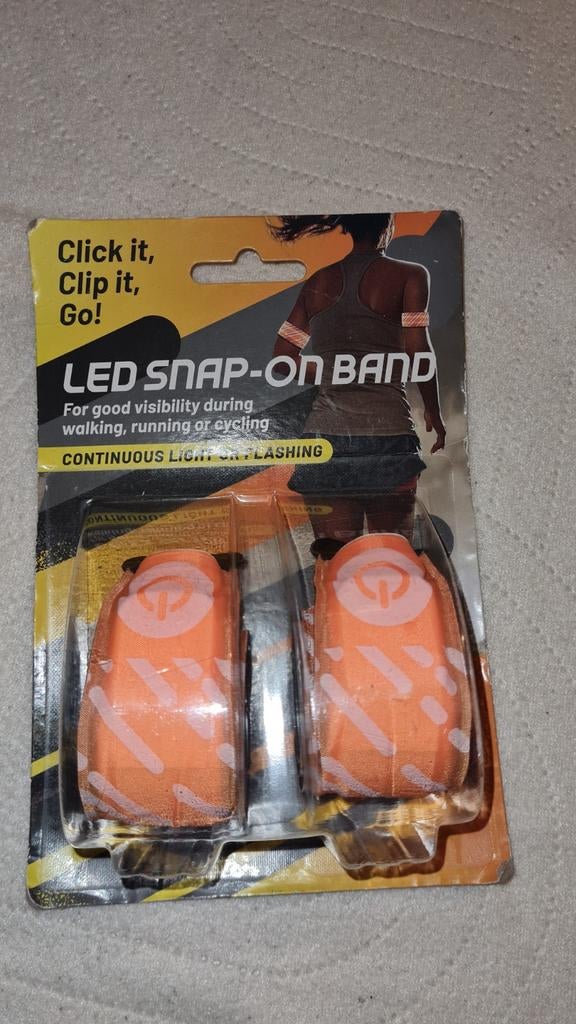 Click it,
Clip it,
Go!
LED SNAP-ON BAND
For good visibility during
walking, running or cycling
CONTINUOUS LIGHT OR FLASHING